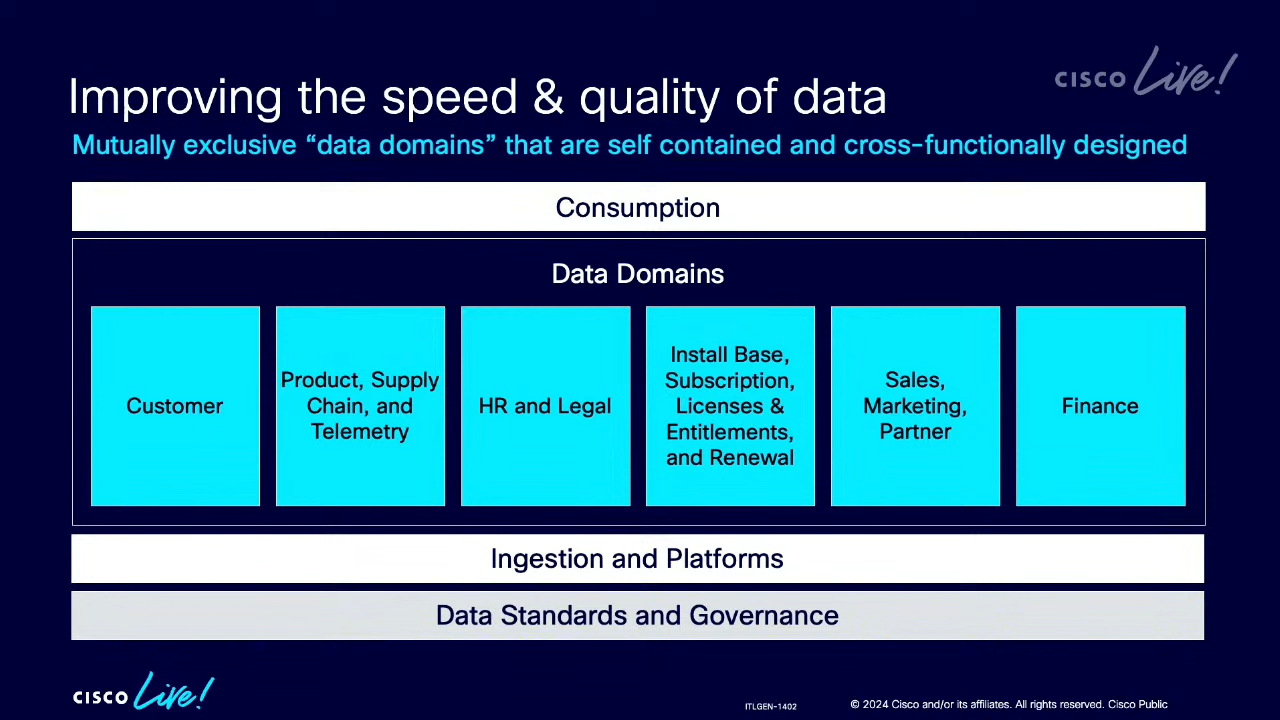 CISCO Live!
Improving the speed & quality of data
Mutually exclusive “data domains” that are self contained and cross-functionally designed
Consumption
Data Domains
Customer
Product, Supply
Chain, and
Telemetry
HR and Legal
Install Base,
Subscription,
Licenses &
Entitlements,
and Renewal
Sales,
Marketing,
Partner
Finance
Ingestion and Platforms
Data Standards and Governance
CISCO Live!
ITLGEN-1402
© 2024 Cisco and/or its affiliates. All rights reserved. Cisco Public